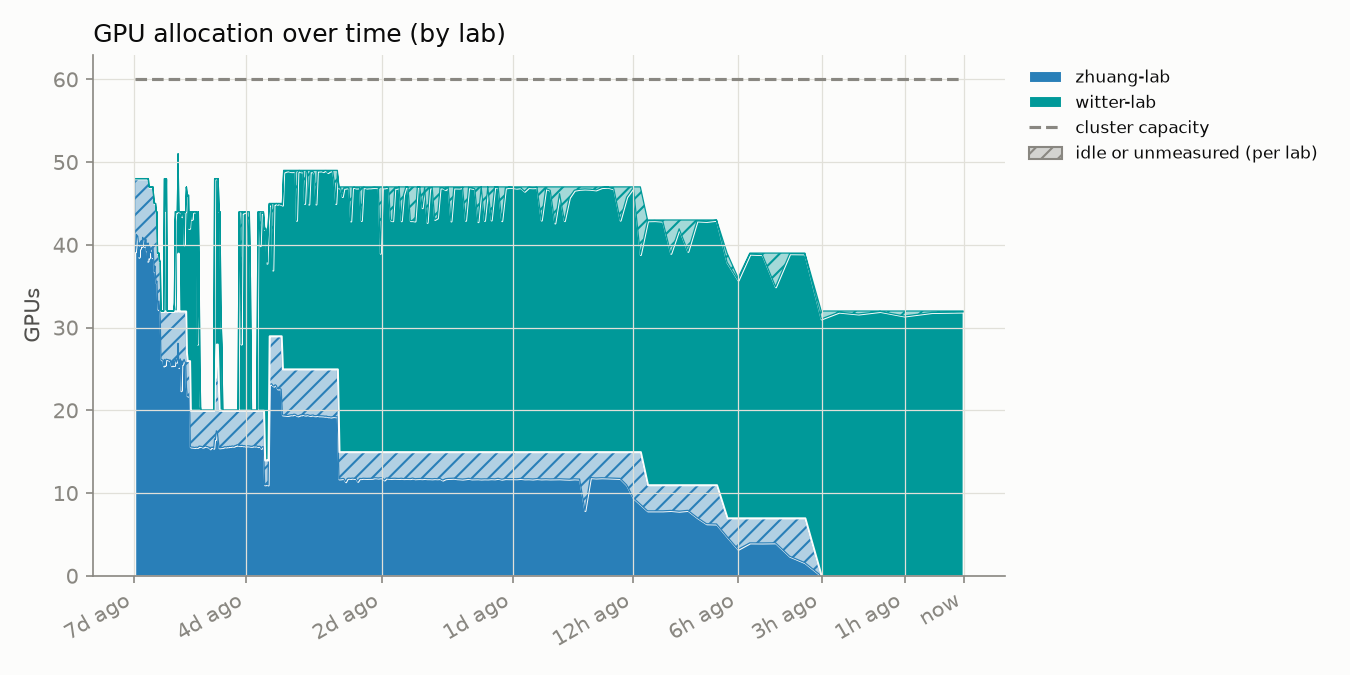 GPU allocation over time (by lab)
zhuang-lab
witter-lab
cluster capacity
idle or unmeasured (per lab)
GPUs
60
50
40
30
20
10
0
7d ago
4d ago
2d ago
1d ago
12h ago
6h ago
3h ago
1h ago
now